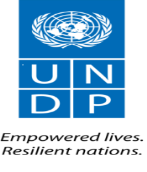 U N
D P
Empowered lives.
Resilient nations.